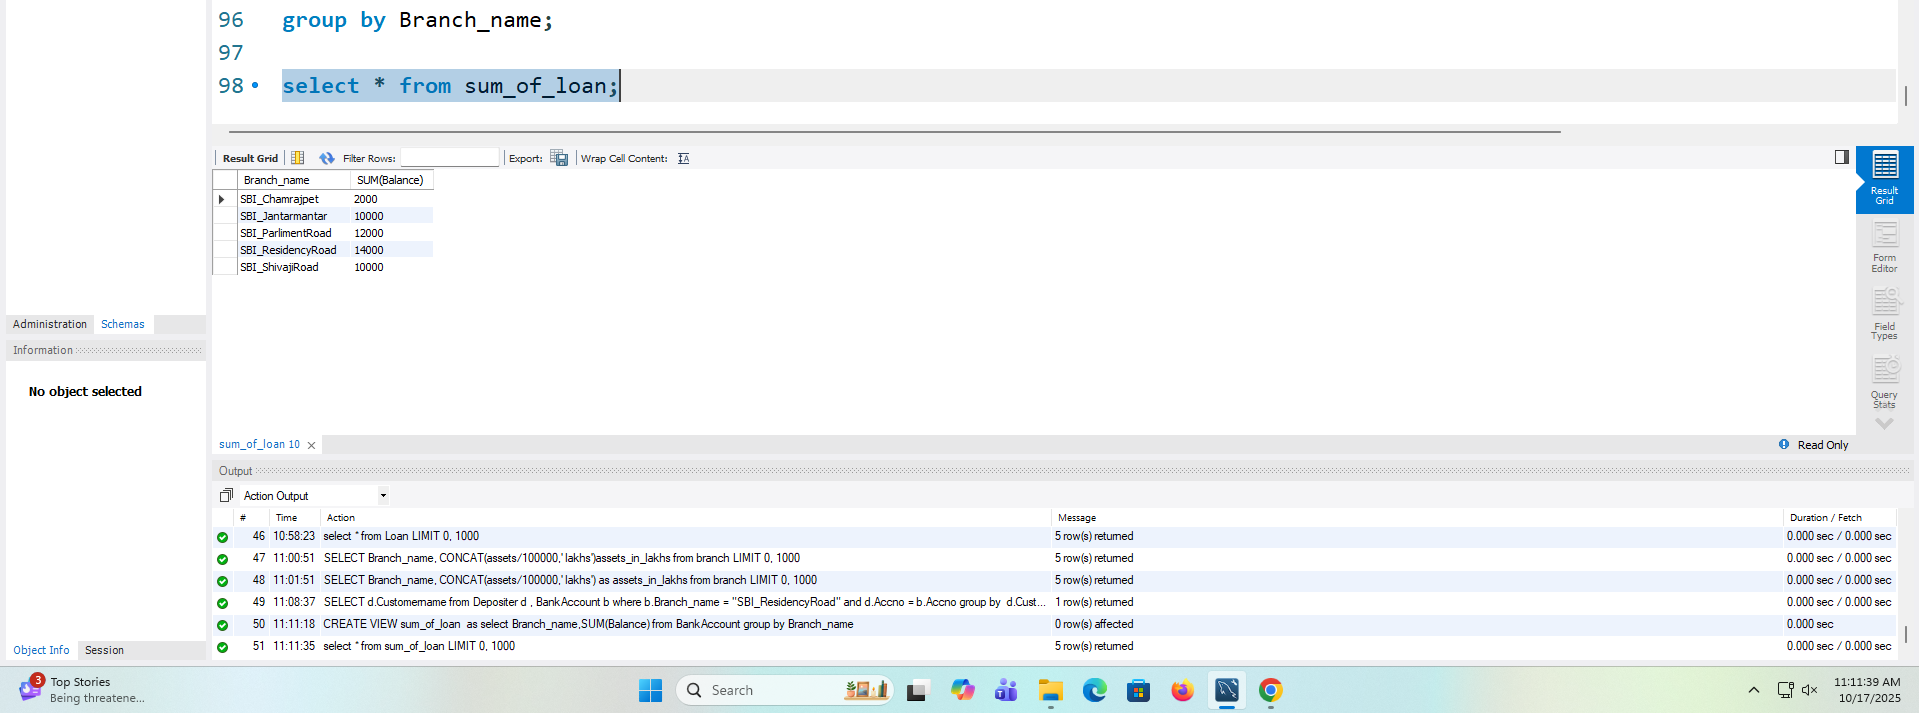 96 group by Branch_name;
97
98 select * from sum_of_loan;
Result Grid Filter Rows: Export: Wrap Cell Content:
Branch_name SUM(Balance)
SBI_Chamrajpet 2000
SBI_Jantarmantar 10000
SBI_ParlimentRoad 12000
SBI_ResidencyRoad 14000
SBI_ShivajiRoad 10000
Result
Grid
Form
Editor
Field
Types
Query
Stats
Administration Schemas
Information
No object selected
sum_of_loan 10
Read Only
Output
Action Output
# Time Action Message Duration / Fetch
46 10:58:23 select * from Loan LIMIT 0, 1000 5 row(s) returned 0.000 sec / 0.000 sec
47 11:00:51 SELECT Branch_name, CONCAT(assets/100000,' lakhs')assets_in_lakhs from branch LIMIT 0, 1000 5 row(s) returned 0.000 sec / 0.000 sec
48 11:01:51 SELECT Branch_name, CONCAT(assets/100000,' lakhs') as assets_in_lakhs from branch LIMIT 0, 1000 5 row(s) returned 0.000 sec / 0.000 sec
49 11:08:37 SELECT d.Customername from Depositer d , BankAccount b where b.Branch_name = "SBI_ResidencyRoad" and d.Accno = b.Accno group by d.Cust... 1 row(s) returned 0.000 sec / 0.000 sec
50 11:11:18 CREATE VIEW sum_of_loan as select Branch_name,SUM(Balance) from BankAccount group by Branch_name 0 row(s) affected 0.000 sec
51 11:11:35 select * from sum_of_loan LIMIT 0, 1000 5 row(s) returned 0.000 sec / 0.000 sec
Object Info Session
3
Top Stories
Being threatene...
Search
11:11:39 AM
10/17/2025